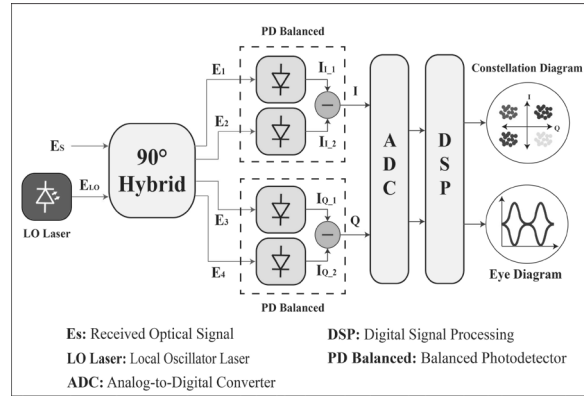 PD Balanced
E1
E2
II_1
II_2
I
ES
90°
Hybrid
ELO
LO Laser
E3
E4
IQ_1
IQ_2
Q
PD Balanced
A
D
C
D
S
P
Constellation Diagram
I
Q
Eye Diagram
Es: Received Optical Signal
LO Laser: Local Oscillator Laser
ADC: Analog-to-Digital Converter
DSP: Digital Signal Processing
PD Balanced: Balanced Photodetector